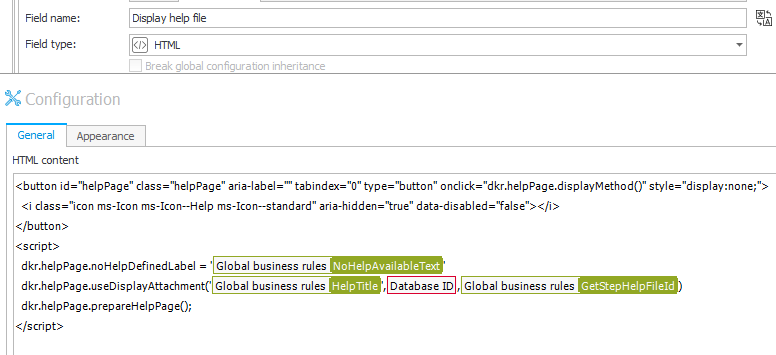 Field name: Display help file
Field type: </> HTML
Break global configuration inheritance
Configuration
General Appearance
HTML content
<button id="helpPage" class="helpPage" aria-label="" tabindex="0" type="button" onclick="dkr.helpPage.displayMethod()" style="display:none;">
<i class="icon ms-Icon ms-Icon--Help ms-Icon--standard" aria-hidden="true" data-disabled="false"></i>
</button>
<script>
dkr.helpPage.noHelpDefinedLabel = 'Global business rules NoHelpAvailableText'
dkr.helpPage.useDisplayAttachment('Global business rules HelpTitle',Database ID,Global business rules GetStepHelpFileId)
dkr.helpPage.prepareHelpPage();
</script>